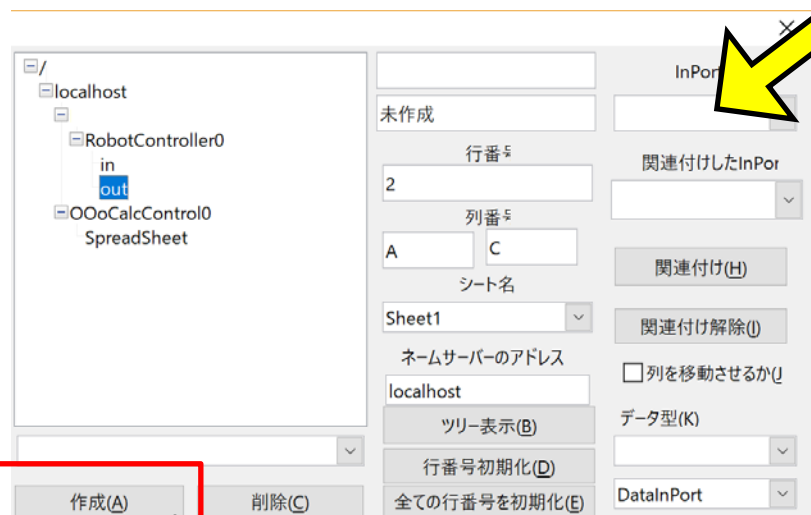 /
localhost
RobotController0
in
out
OOoCalcControl0
SpreadSheet
作成(A)
削除(C)
未作成
行番号
2
列番号
A
C
シート名
Sheet1
ネームサーバーのアドレス
localhost
ツリー表示(B)
行番号初期化(D)
全ての行番号を初期化(E)
InPort
関連付けしたInPor
関連付け(H)
関連付け解除(I)
列を移動させるか(J
データ型(K)
DataInPort